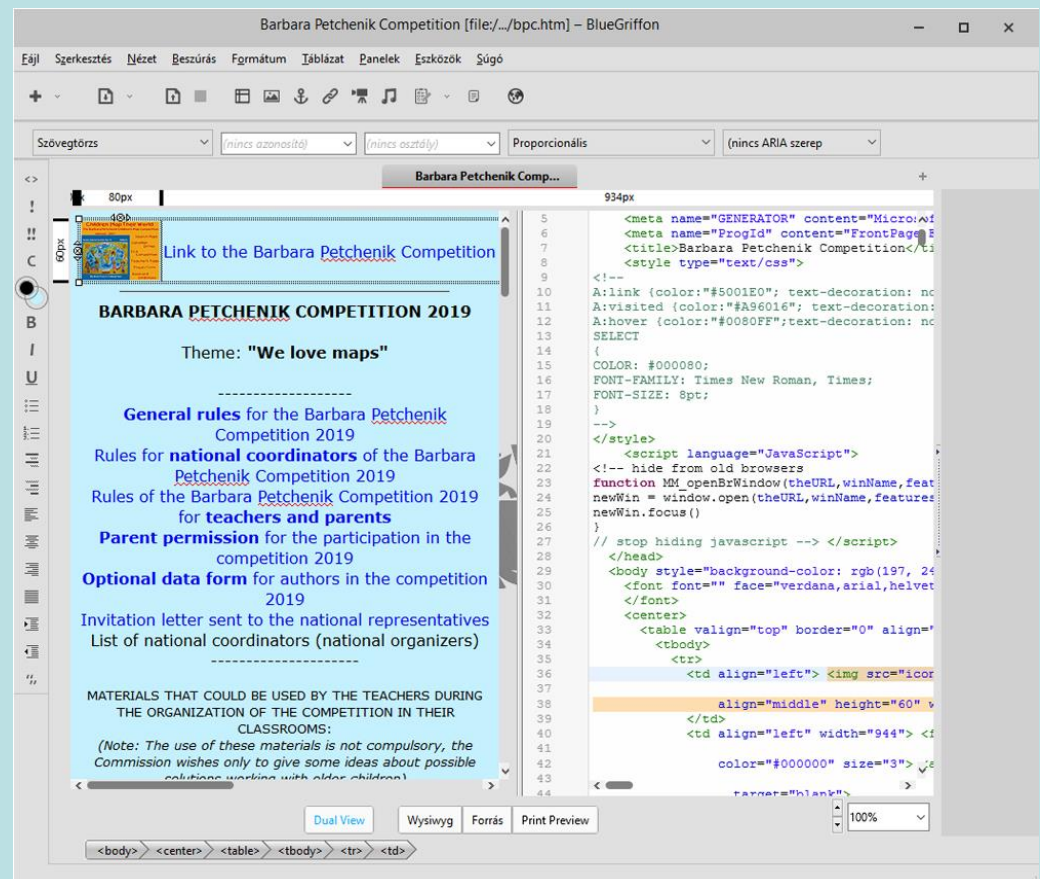 Barbara Petchenik Competition [file:/.../bpc.htm] – BlueGriffon
Fájl Szerkesztés Nézet Beszúrás Formátum Táblázat Panelek Eszközök Súgó
Szövegtörzs (nincs azonosító) (nincs osztály) Proporcionális (nincs ARIA szerep
Barbara Petchenik Comp...
80px 934px
60px
Children Map Their World
Link to the Barbara Petchenik Competition
BARBARA PETCHENIK COMPETITION 2019
Theme: "We love maps"
-------------------
General rules for the Barbara Petchenik
Competition 2019
Rules for national coordinators of the Barbara
Petchenik Competition 2019
Rules of the Barbara Petchenik Competition 2019
for teachers and parents
Parent permission for the participation in the
competition 2019
Optional data form for authors in the competition
2019
Invitation letter sent to the national representatives
List of national coordinators (national organizers)
--------------------
MATERIALS THAT COULD BE USED BY THE TEACHERS DURING
THE ORGANIZATION OF THE COMPETITION IN THEIR
CLASSROOMS:
(Note: The use of these materials is not compulsory, the
Commission wishes only to give some ideas about possible
solutions working with older children)
5 <meta name="GENERATOR" content="Micro
6 <meta name="ProgId" content="FrontPage
7 <title>Barbara Petchenik Competition</ti
8 <style type="text/css">
9 <!--
10 A:link {color:"#5001E0"; text-decoration: no
11 A:visited {color:"#A96016"; text-decoration:
12 A:hover {color:"#0080FF";text-decoration: no
13 SELECT
14 {
15 COLOR: #000080;
16 FONT-FAMILY: Times New Roman, Times;
17 FONT-SIZE: 8pt;
18 }
19 -->
20 </style>
21 <script language="JavaScript">
22 <!-- hide from old browsers
23 function MM_openBrWindow(theURL,winName,feat
24 newWin = window.open(theURL,winName,features
25 newWin.focus()
26 }
27 // stop hiding javascript --> </script>
28 </head>
29 <body style="background-color: rgb(197, 24
30 <font font="" face="verdana,arial,helvet
31 </font>
32 <center>
33 <table valign="top" border="0" align="
34 <tbody>
35 <tr>
36 <td align="left"> <img src="icon
37
38 align="middle" height="60" w
39 </td>
40 <td align="left" width="944"> <f
41
42 color="#000000" size="3">
43
44 target="blank">
Dual View Wysiwyg Forrás Print Preview 100%
<body> <center> <table> <tbody> <tr> <td>